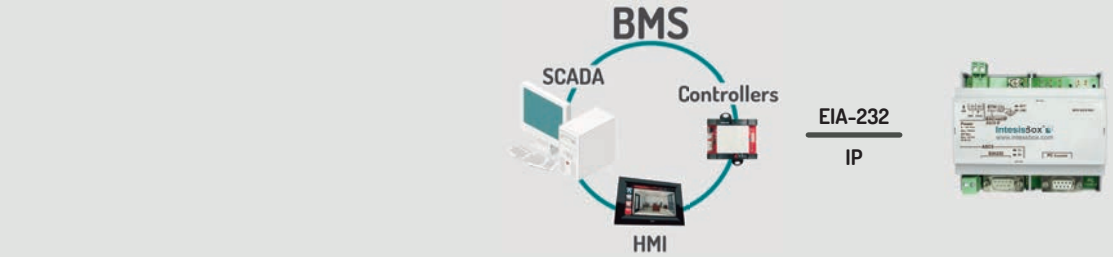 BMS
SCADA
Controllers
HMI
EIA-232
IP
IntesisBox
www.intesisbox.com